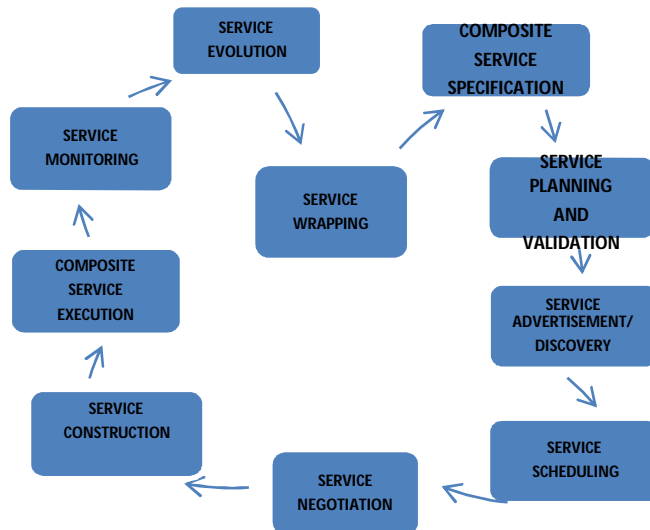 SERVICE
EVOLUTION
COMPOSITE
SERVICE
SPECIFICATION
SERVICE
MONITORING
SERVICE
WRAPPING
SERVICE
PLANNING
AND
VALIDATION
COMPOSITE
SERVICE
EXECUTION
SERVICE
ADVERTISEMENT/
DISCOVERY
SERVICE
CONSTRUCTION
SERVICE
SCHEDULING
SERVICE
NEGOTIATION